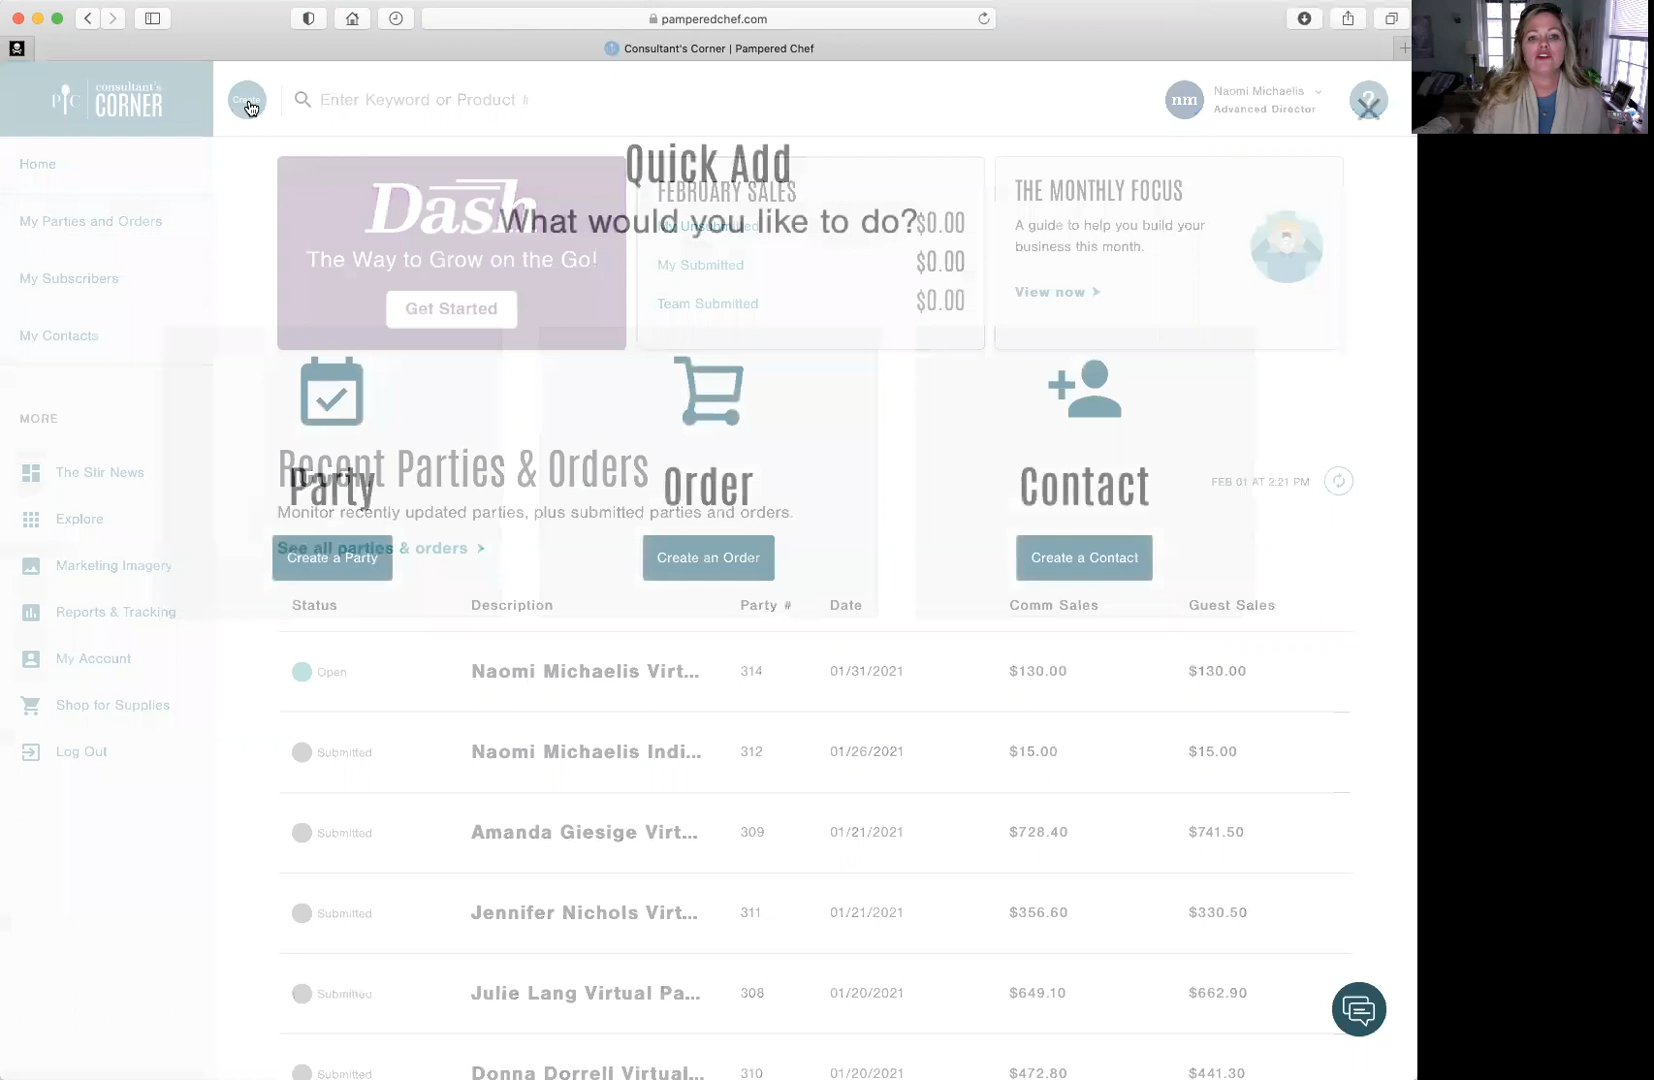 pamperedchef.com
Consultant's Corner | Pampered Chef
consultant's
CORNER
Create
Enter Keyword or Product #
nm
Naomi Michaelis
Advanced Director
?
Home
My Parties and Orders
My Subscribers
My Contacts
MORE
The Stir News
Explore
Marketing Imagery
Reports & Tracking
My Account
Shop for Supplies
Log Out
Quick Add
What would you like to do?
Dash
The Way to Grow on the Go!
Get Started
FEBRUARY SALES
My Unsubmitted $0.00
My Submitted $0.00
Team Submitted $0.00
THE MONTHLY FOCUS
A guide to help you build your
business this month.
View now >
Party
Create a Party
Order
Create an Order
Contact
Create a Contact
Recent Parties & Orders
Monitor recently updated parties, plus submitted parties and orders.
See all parties & orders >
FEB 01 AT 2:21 PM
Status Description Party # Date Comm Sales Guest Sales
Open Naomi Michaelis Virt... 314 01/31/2021 $130.00 $130.00
Submitted Naomi Michaelis Indi... 312 01/26/2021 $15.00 $15.00
Submitted Amanda Giesige Virt... 309 01/21/2021 $728.40 $741.50
Submitted Jennifer Nichols Virt... 311 01/21/2021 $356.60 $330.50
Submitted Julie Lang Virtual Pa... 308 01/20/2021 $649.10 $662.90
Submitted Donna Dorrell Virtual... 310 01/20/2021 $472.80 $441.30